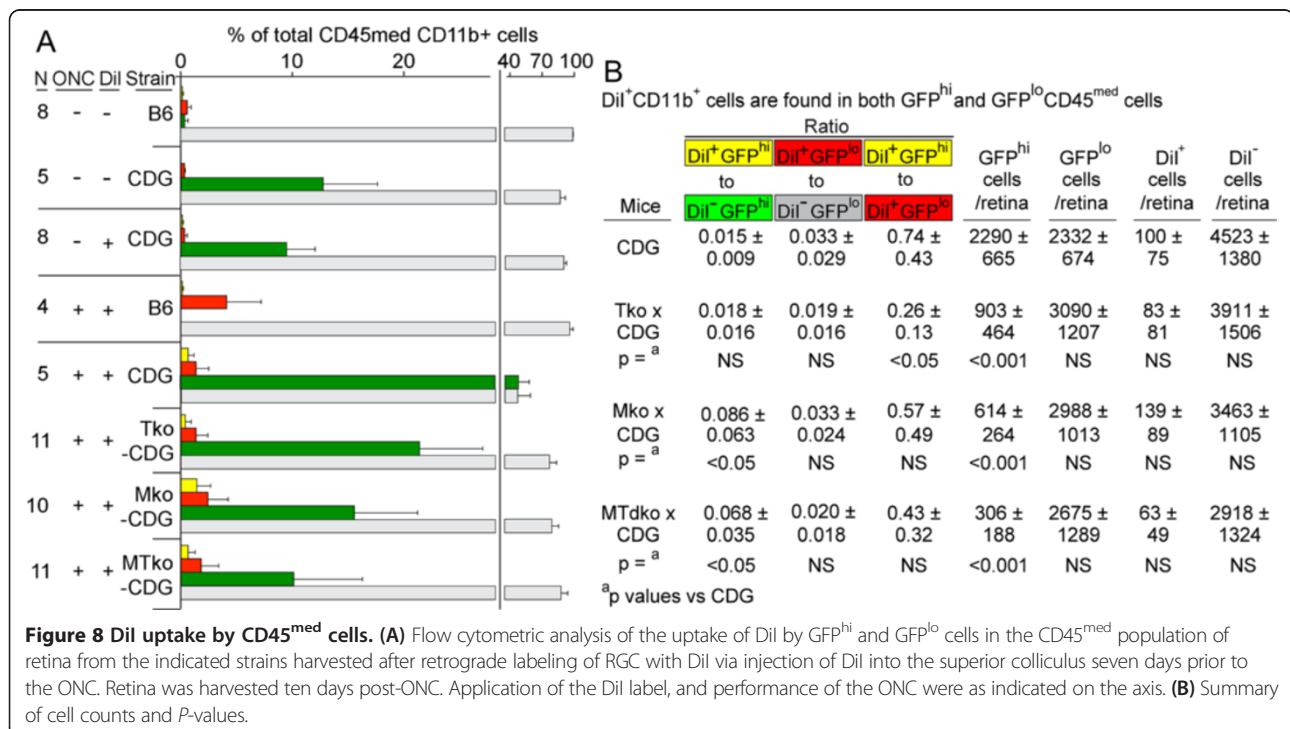 A
% of total CD45med CD11b+ cells
0 10 20 40 70 100
N ONC DiI Strain
8 - - B6
5 - - CDG
8 - + CDG
4 + + B6
5 + + CDG
11 + + Tko -CDG
10 + + Mko -CDG
11 + + MTko -CDG
B
DiI⁺CD11b⁺ cells are found in both GFPʰⁱ and GFPˡᵒCD45ᵐᵉᵈ cells
Ratio
DiI⁺GFPʰⁱ DiI⁺GFPˡᵒ DiI⁺GFPʰⁱ GFPʰⁱ GFPˡᵒ DiI⁺ DiI⁻
to to to cells cells cells cells
Mice DiI⁻GFPʰⁱ DiI⁻GFPˡᵒ DiI⁺GFPˡᵒ /retina /retina /retina /retina
CDG 0.015 ± 0.033 ± 0.74 ± 2290 ± 2332 ± 100 ± 4523 ±
0.009 0.029 0.43 665 674 75 1380
Tko x 0.018 ± 0.019 ± 0.26 ± 903 ± 3090 ± 83 ± 3911 ±
CDG 0.016 0.016 0.13 464 1207 81 1506
p = ᵃ NS NS <0.05 <0.001 NS NS NS
Mko x 0.086 ± 0.033 ± 0.57 ± 614 ± 2988 ± 139 ± 3463 ±
CDG 0.063 0.024 0.49 264 1013 89 1105
p = ᵃ <0.05 NS NS <0.001 NS NS NS
MTdko x 0.068 ± 0.020 ± 0.43 ± 306 ± 2675 ± 63 ± 2918 ±
CDG 0.035 0.018 0.32 188 1289 49 1324
p = ᵃ <0.05 NS NS <0.001 NS NS NS
ᵃp values vs CDG
Figure 8 DiI uptake by CD45ᵐᵉᵈ cells. (A) Flow cytometric analysis of the uptake of DiI by GFPʰⁱ and GFPˡᵒ cells in the CD45ᵐᵉᵈ population of
retina from the indicated strains harvested after retrograde labeling of RGC with DiI via injection of DiI into the superior colliculus seven days prior to
the ONC. Retina was harvested ten days post-ONC. Application of the DiI label, and performance of the ONC were as indicated on the axis. (B) Summary
of cell counts and P-values.